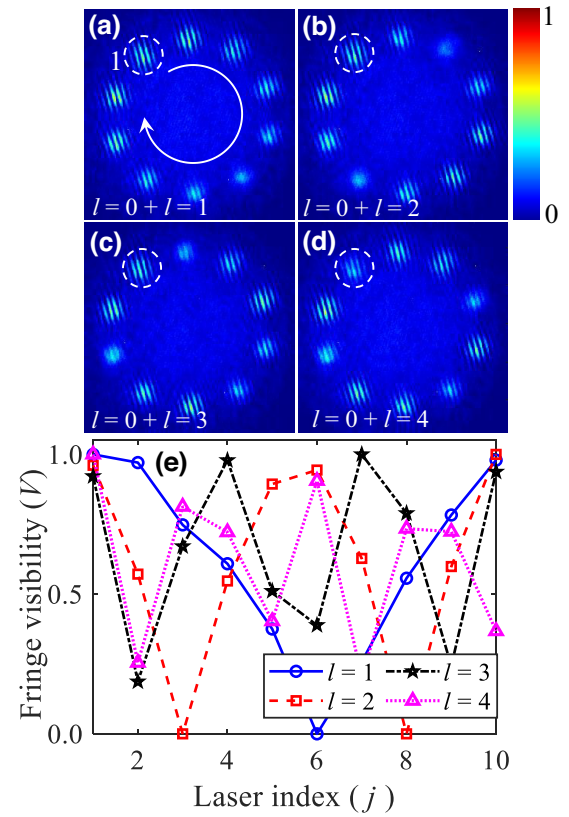 (a)
(b)
1
1
l = 0 + l = 1
l = 0 + l = 2
0
(c)
(d)
l = 0 + l = 3
l = 0 + l = 4
(e)
1.0
0.5
0.0
Fringe visibility (V)
l = 1
l = 3
l = 2
l = 4
2
4
6
8
10
Laser index ( j )